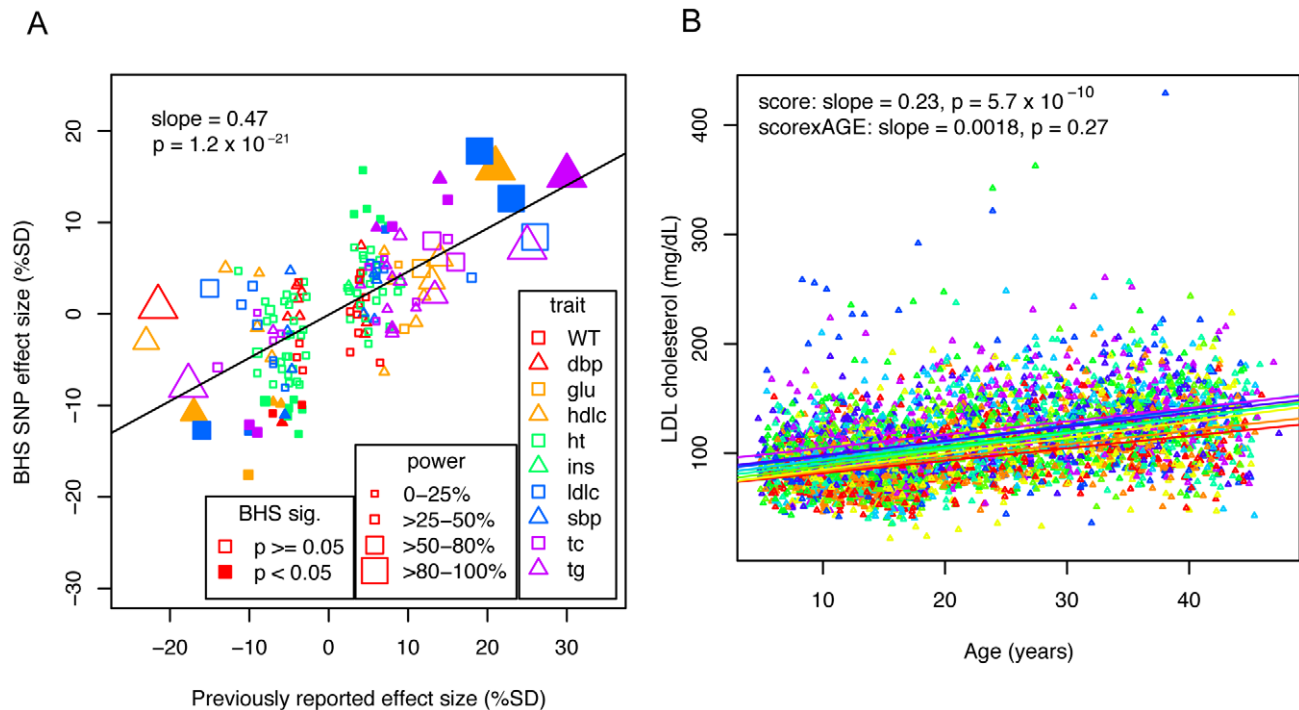 A
slope = 0.47
p = 1.2 x 10⁻²¹
BHS SNP effect size (%SD)
20
10
0
−10
−20
−30
−20
−10
0
10
20
30
Previously reported effect size (%SD)
BHS sig.
p >= 0.05
p < 0.05
power
0−25%
>25−50%
>50−80%
>80−100%
trait
WT
dbp
glu
hdlc
ht
ins
ldlc
sbp
tc
tg
B
score: slope = 0.23, p = 5.7 x 10⁻¹⁰
scorexAGE: slope = 0.0018, p = 0.27
LDL cholesterol (mg/dL)
400
300
200
100
10
20
30
40
Age (years)